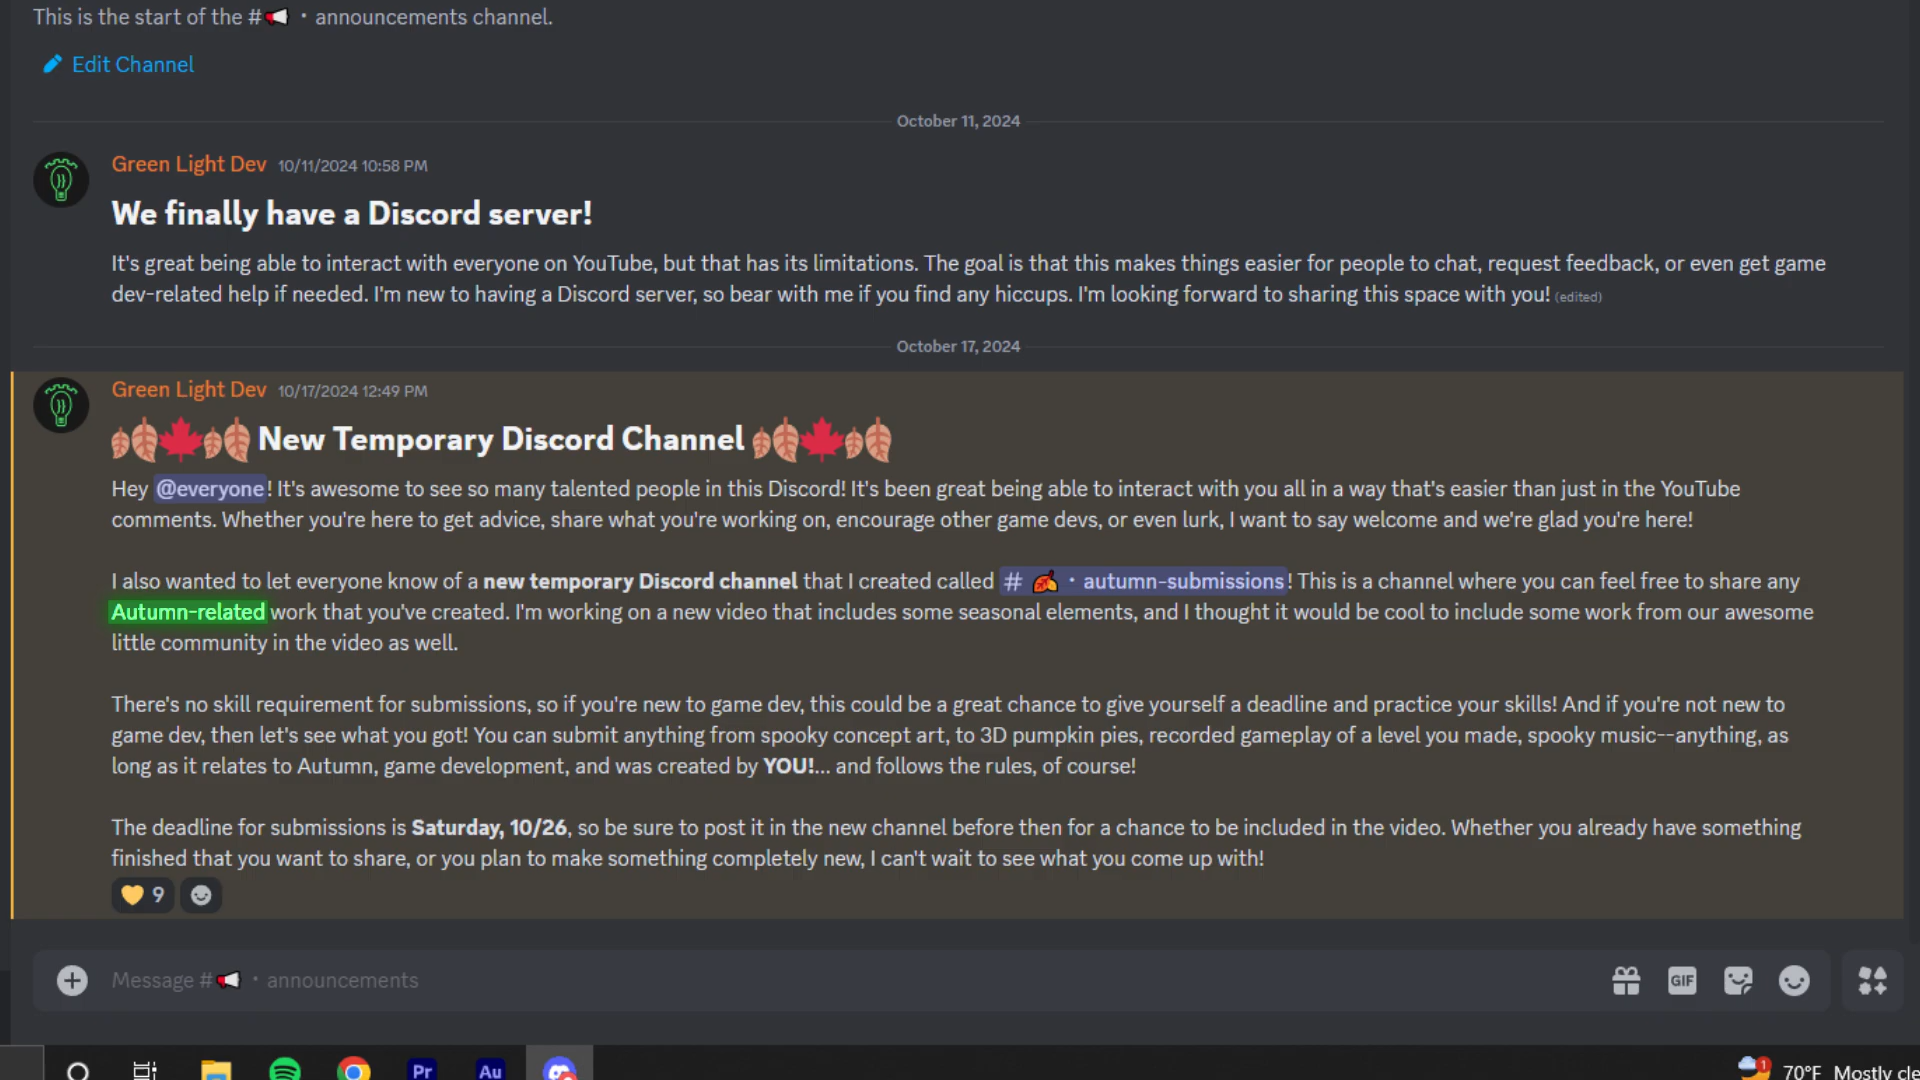 This is the start of the #📢・announcements channel.
Edit Channel
October 11, 2024
Green Light Dev 10/11/2024 10:58 PM
We finally have a Discord server!
It's great being able to interact with everyone on YouTube, but that has its limitations. The goal is that this makes things easier for people to chat, request feedback, or even get game
dev-related help if needed. I'm new to having a Discord server, so bear with me if you find any hiccups. I'm looking forward to sharing this space with you! (edited)
October 17, 2024
Green Light Dev 10/17/2024 12:49 PM
🍂🍁🍂 New Temporary Discord Channel 🍂🍁🍂
Hey @everyone! It's awesome to see so many talented people in this Discord! It's been great being able to interact with you all in a way that's easier than just in the YouTube
comments. Whether you're here to get advice, share what you're working on, encourage other game devs, or even lurk, I want to say welcome and we're glad you're here!
I also wanted to let everyone know of a new temporary Discord channel that I created called # 🍂・autumn-submissions! This is a channel where you can feel free to share any
Autumn-related work that you've created. I'm working on a new video that includes some seasonal elements, and I thought it would be cool to include some work from our awesome
little community in the video as well.
There's no skill requirement for submissions, so if you're new to game dev, this could be a great chance to give yourself a deadline and practice your skills! And if you're not new to
game dev, then let's see what you got! You can submit anything from spooky concept art, to 3D pumpkin pies, recorded gameplay of a level you made, spooky music--anything, as
long as it relates to Autumn, game development, and was created by YOU!... and follows the rules, of course!
The deadline for submissions is Saturday, 10/26, so be sure to post it in the new channel before then for a chance to be included in the video. Whether you already have something
finished that you want to share, or you plan to make something completely new, I can't wait to see what you come up with!
💛 9
Message #📢・announcements
GIF
Pr Au 1 70°F Mostly cle